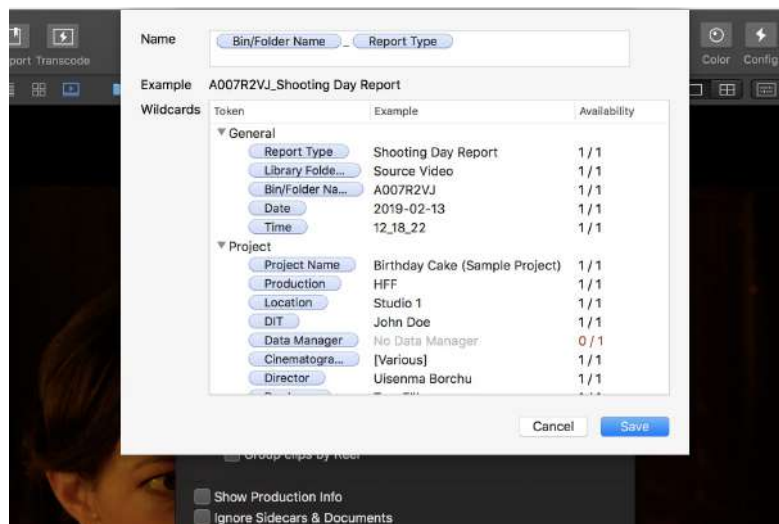 Name Bin/Folder Name _ Report Type
port Transcode
Color Config
Example A007R2VJ_Shooting Day Report
Wildcards Token Example Availability
General
Report Type Shooting Day Report 1 / 1
Library Folde... Source Video 1 / 1
Bin/Folder Na... A007R2VJ 1 / 1
Date 2019-02-13 1 / 1
Time 12_18_22 1 / 1
Project
Project Name Birthday Cake (Sample Project) 1 / 1
Production HFF 1 / 1
Location Studio 1 1 / 1
DIT John Doe 1 / 1
Data Manager No Data Manager 0 / 1
Cinematogra... [Various] 1 / 1
Director Uisenma Borchu 1 / 1
Cancel Save
Group clips by Reel
Show Production Info
Ignore Sidecars & Documents